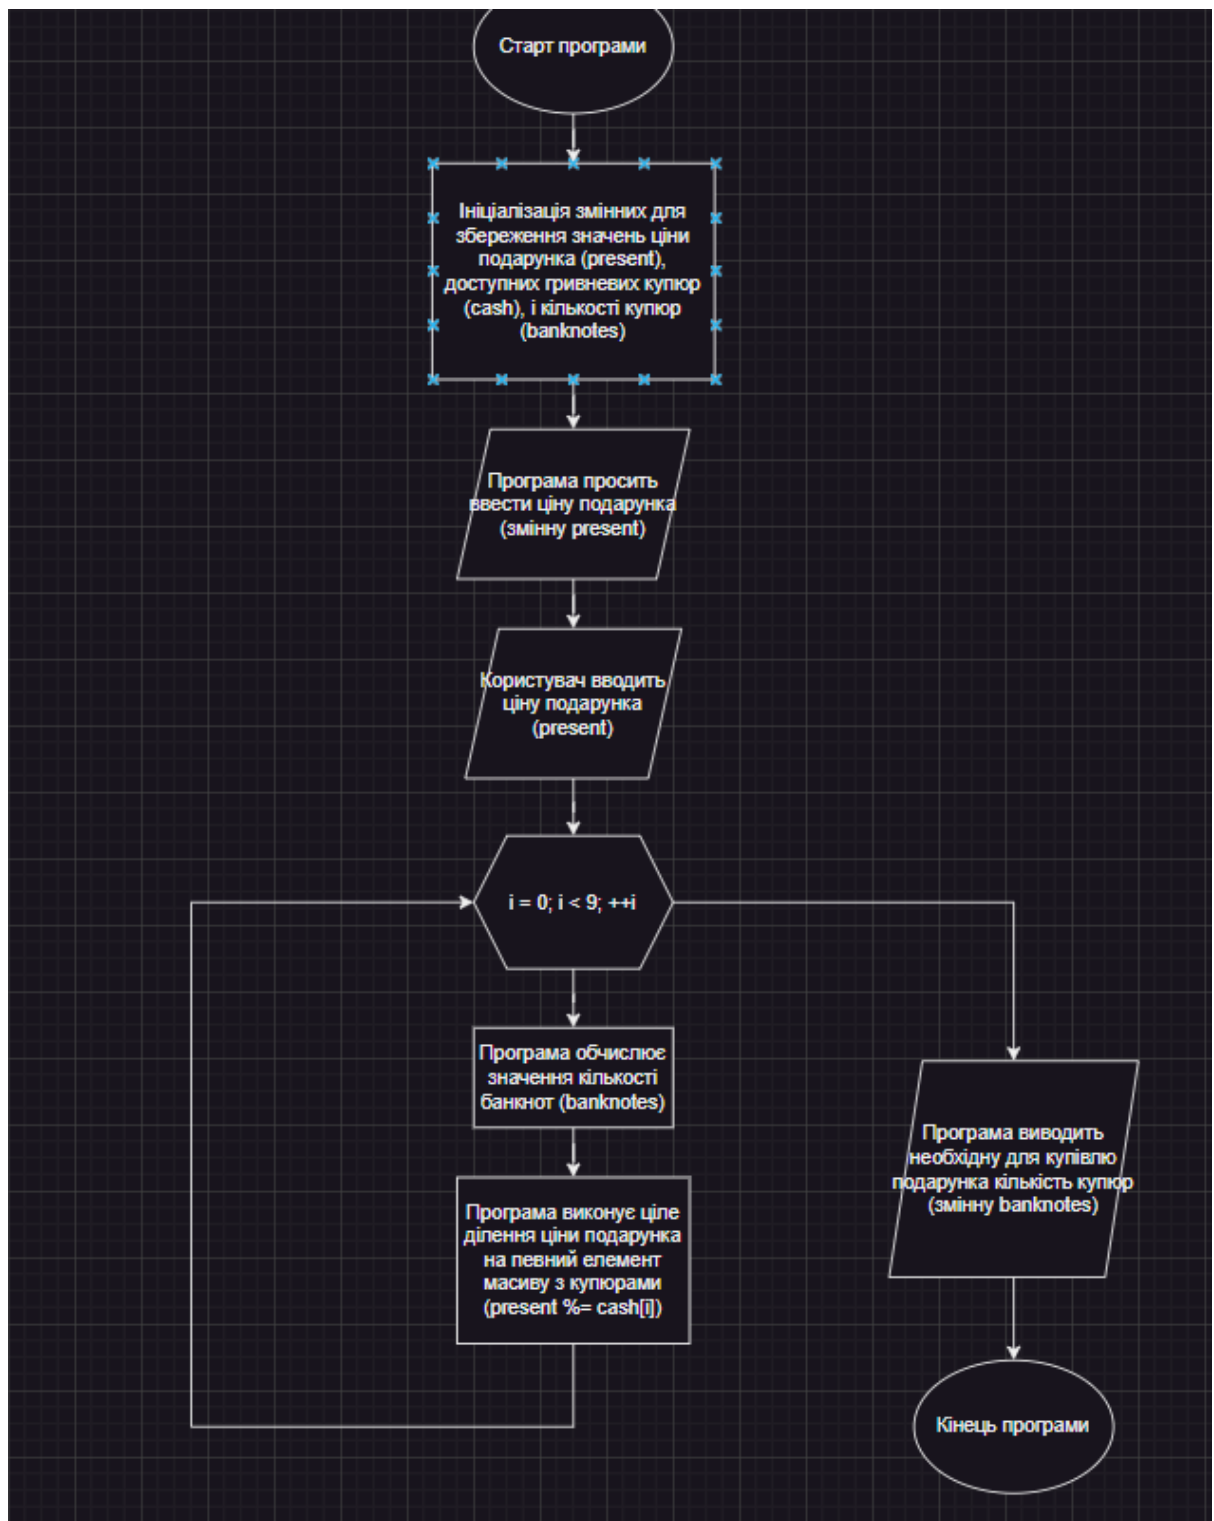 Старт програми
Ініціалізація змінних для
збереження значень ціни
подарунка (present),
доступних гривневих купюр
(cash), і кількості купюр
(banknotes)
Програма просить
ввести ціну подарунка
(змінну present)
Користувач вводить
ціну подарунка
(present)
i = 0; i < 9; ++i
Програма обчислює
значення кількості
банкнот (banknotes)
Програма виконує ціле
ділення ціни подарунка
на певний елемент
масиву з купюрами
(present %= cash[i])
Програма виводить
необхідну для купівлю
подарунка кількість купюр
(змінну banknotes)
Кінець програми